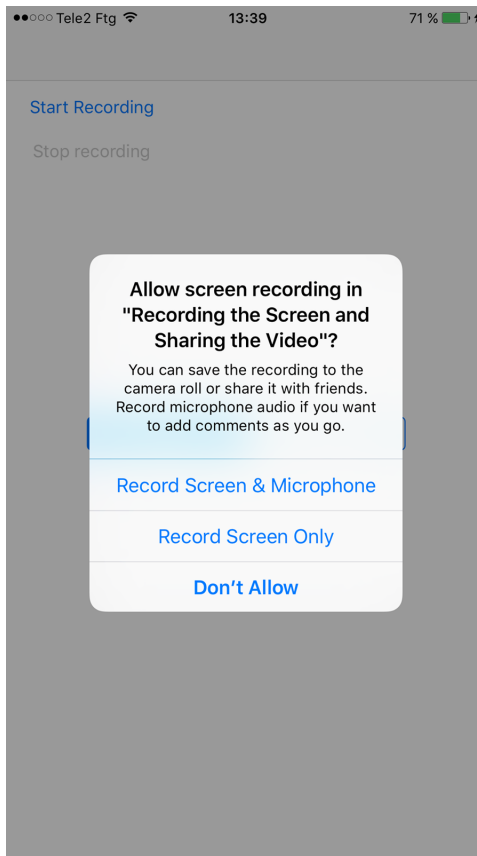 Tele2 Ftg 13:39 71 %
Start Recording
Stop recording
Allow screen recording in
"Recording the Screen and
Sharing the Video"?
You can save the recording to the
camera roll or share it with friends.
Record microphone audio if you want
to add comments as you go.
Record Screen & Microphone
Record Screen Only
Don’t Allow